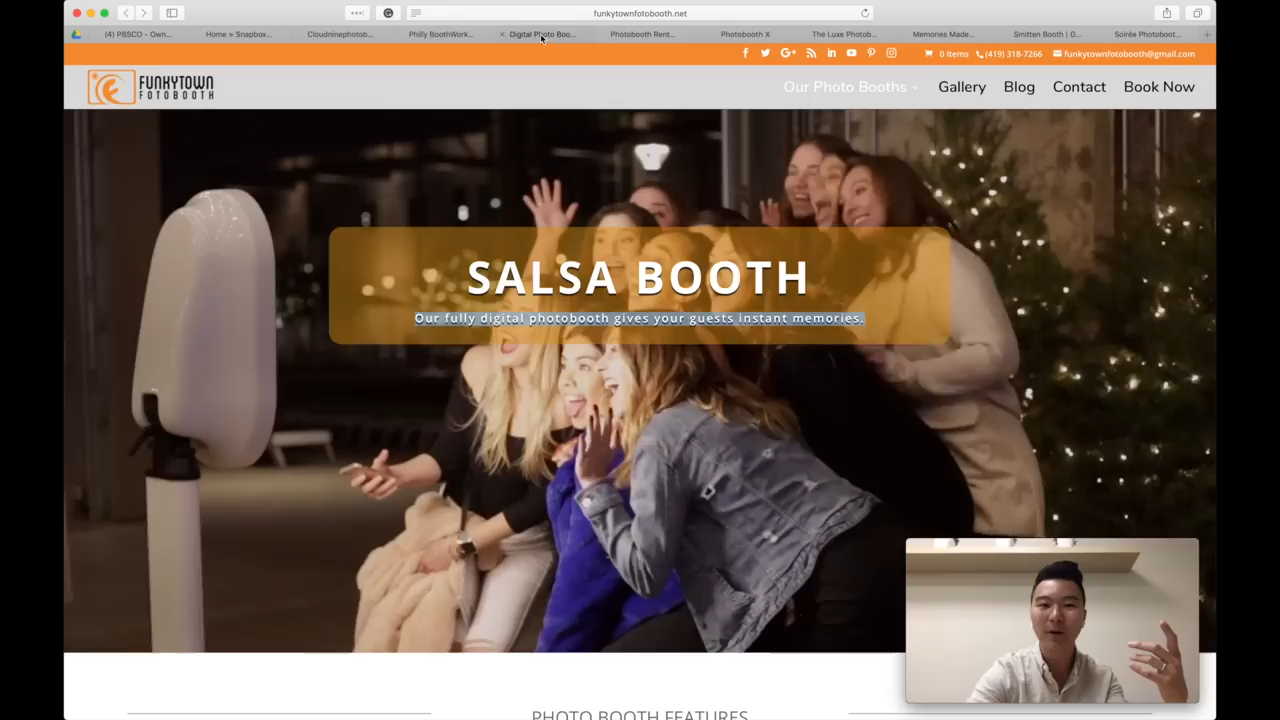 funkytownfotobooth.net
(4) PBSCO - Own...
Home » Snapbox...
Cloudninephotob...
Philly BoothWork...
Digital Photo Boo...
Photobooth Rent...
Photobooth X
The Luxe Photob...
Memories Made...
Smitten Booth | G...
Soirée Photoboot...
0 Items
(419) 318-7266
funkytownfotobooth@gmail.com
FUNKYTOWN
FOTOBOOTH
Our Photo Booths
Gallery
Blog
Contact
Book Now
SALSA BOOTH
Our fully digital photobooth gives your guests instant memories.
PHOTO BOOTH FEATURES